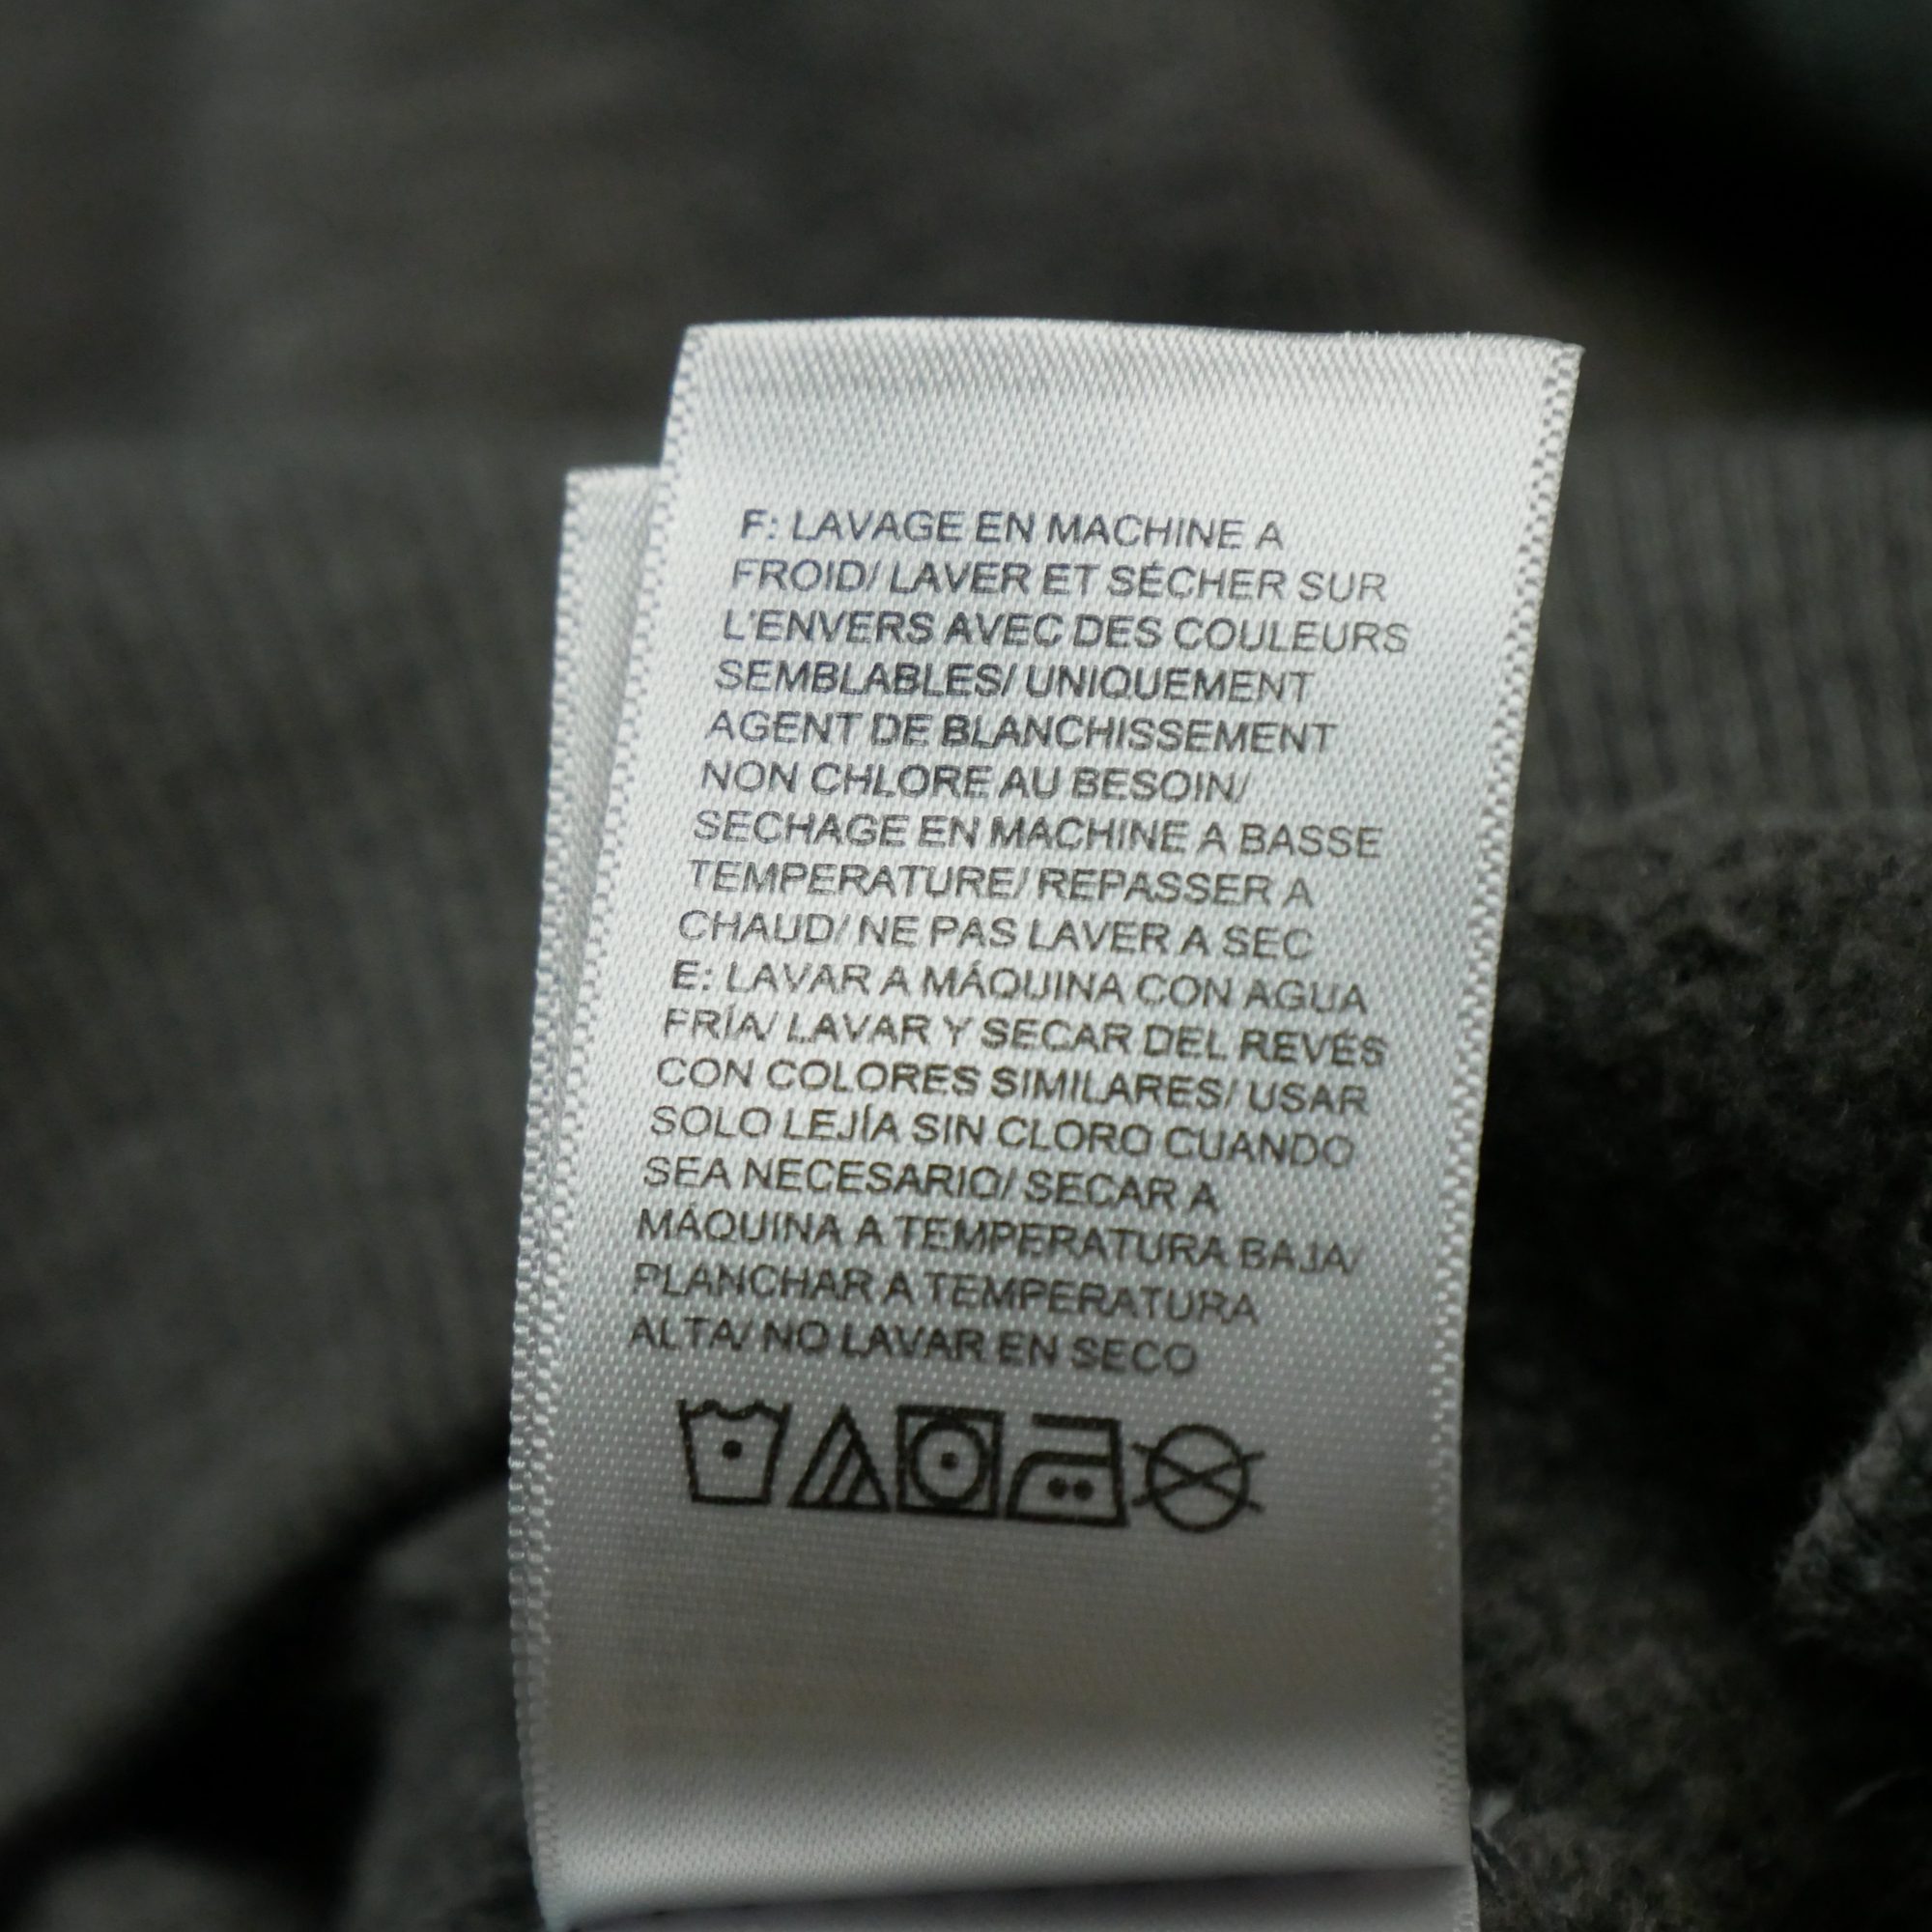 F: LAVAGE EN MACHINE A
FROID/ LAVER ET SÉCHER SUR
L'ENVERS AVEC DES COULEURS
SEMBLABLES/ UNIQUEMENT
AGENT DE BLANCHISSEMENT
NON CHLORE AU BESOIN/
SECHAGE EN MACHINE A BASSE
TEMPERATURE/ REPASSER A
CHAUD/ NE PAS LAVER A SEC
E: LAVAR A MÁQUINA CON AGUA
FRÍA/ LAVAR Y SECAR DEL REVÉS
CON COLORES SIMILARES/ USAR
SOLO LEJÍA SIN CLORO CUANDO
SEA NECESARIO/ SECAR A
MÁQUINA A TEMPERATURA BAJA/
PLANCHAR A TEMPERATURA
ALTA/ NO LAVAR EN SECO